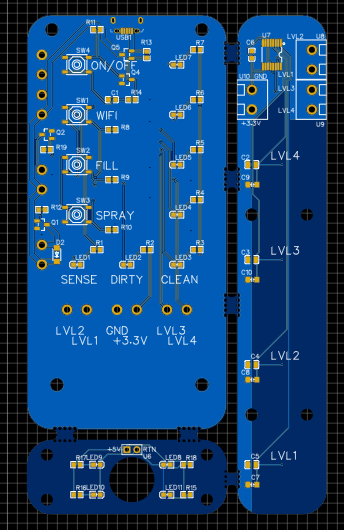 R11
USB1
SW4
ON/OFF
Q5
R13
Q4
LED7
R7
C1
R14
R6
SW1
WIFI
LED6
Q2
R8
R19
R5
SW2
FILL
LED5
R9
R4
R12
SW3
SPRAY
LED4
Q1
R10
D2
R1
R2
R3
LED1
LED2
LED3
SENSE
DIRTY
CLEAN
LVL2
LVL1
GND
+3.3V
LVL3
LVL4
+5V
RTN
U6
R17
LED9
LED8
R18
R16
LED10
LED11
R15
U7
LVL2
U8
C6
LVL1
U10
GND
LVL3
LVL4
+3.3V
U9
C2
LVL4
C9
C3
LVL3
C10
C4
LVL2
C8
C5
LVL1
C7